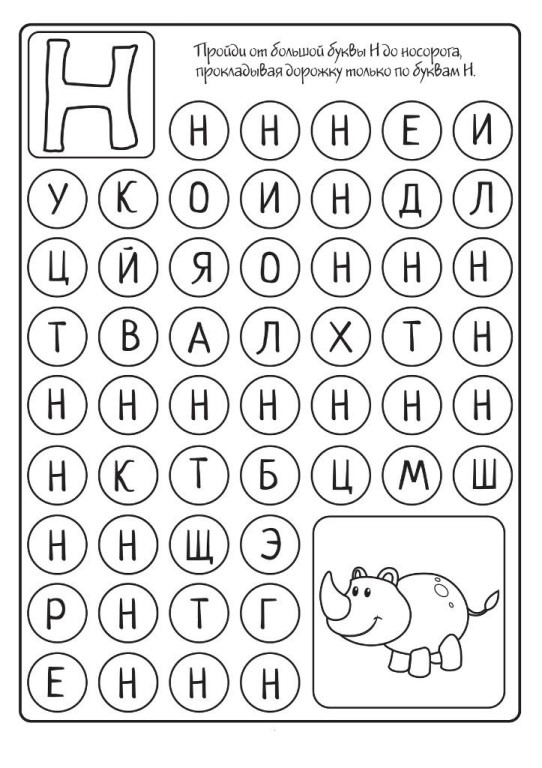 Н
Пройди от большой буквы Н до носорога,
прокладывая дорожку только по буквам Н.
Н Н Н Е И
У К О И Н Д Л
Ц Й Я О Н Н Н
Т В А Л Х Т Н
Н Н Н Н Н Н Н
Н К Т Б Ц М Ш
Н Н Щ Э
Р Н Т Г
Е Н Н Н